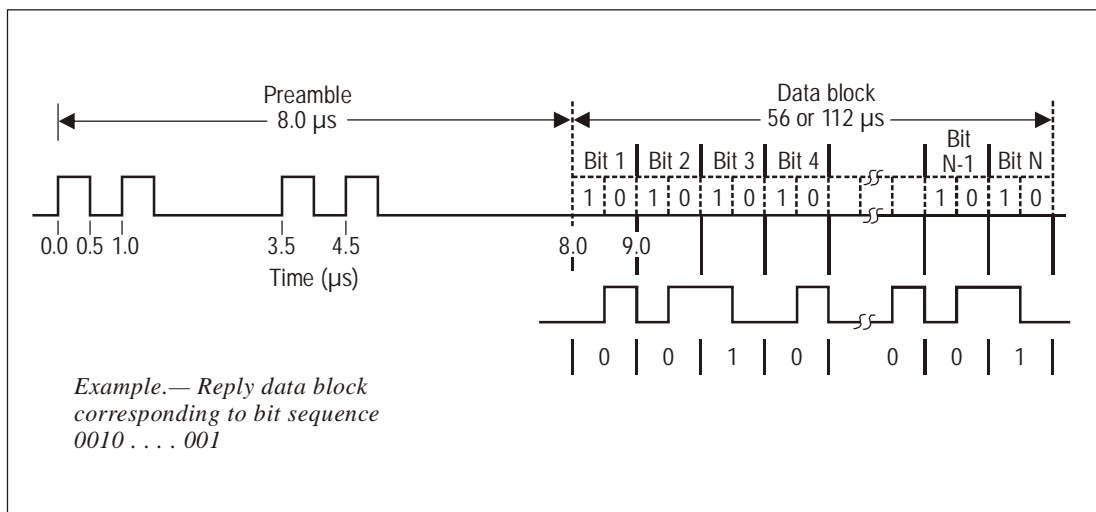 Preamble
8.0 µs
Data block
56 or 112 µs
Bit 1 Bit 2 Bit 3 Bit 4 Bit N-1 Bit N
1 0 1 0 1 0 1 0 1 0 1 0
0.0 0.5 1.0 3.5 4.5 8.0 9.0
Time (µs)
0 0 1 0 0 0 1
Example.— Reply data block
corresponding to bit sequence
0010 . . . . 001